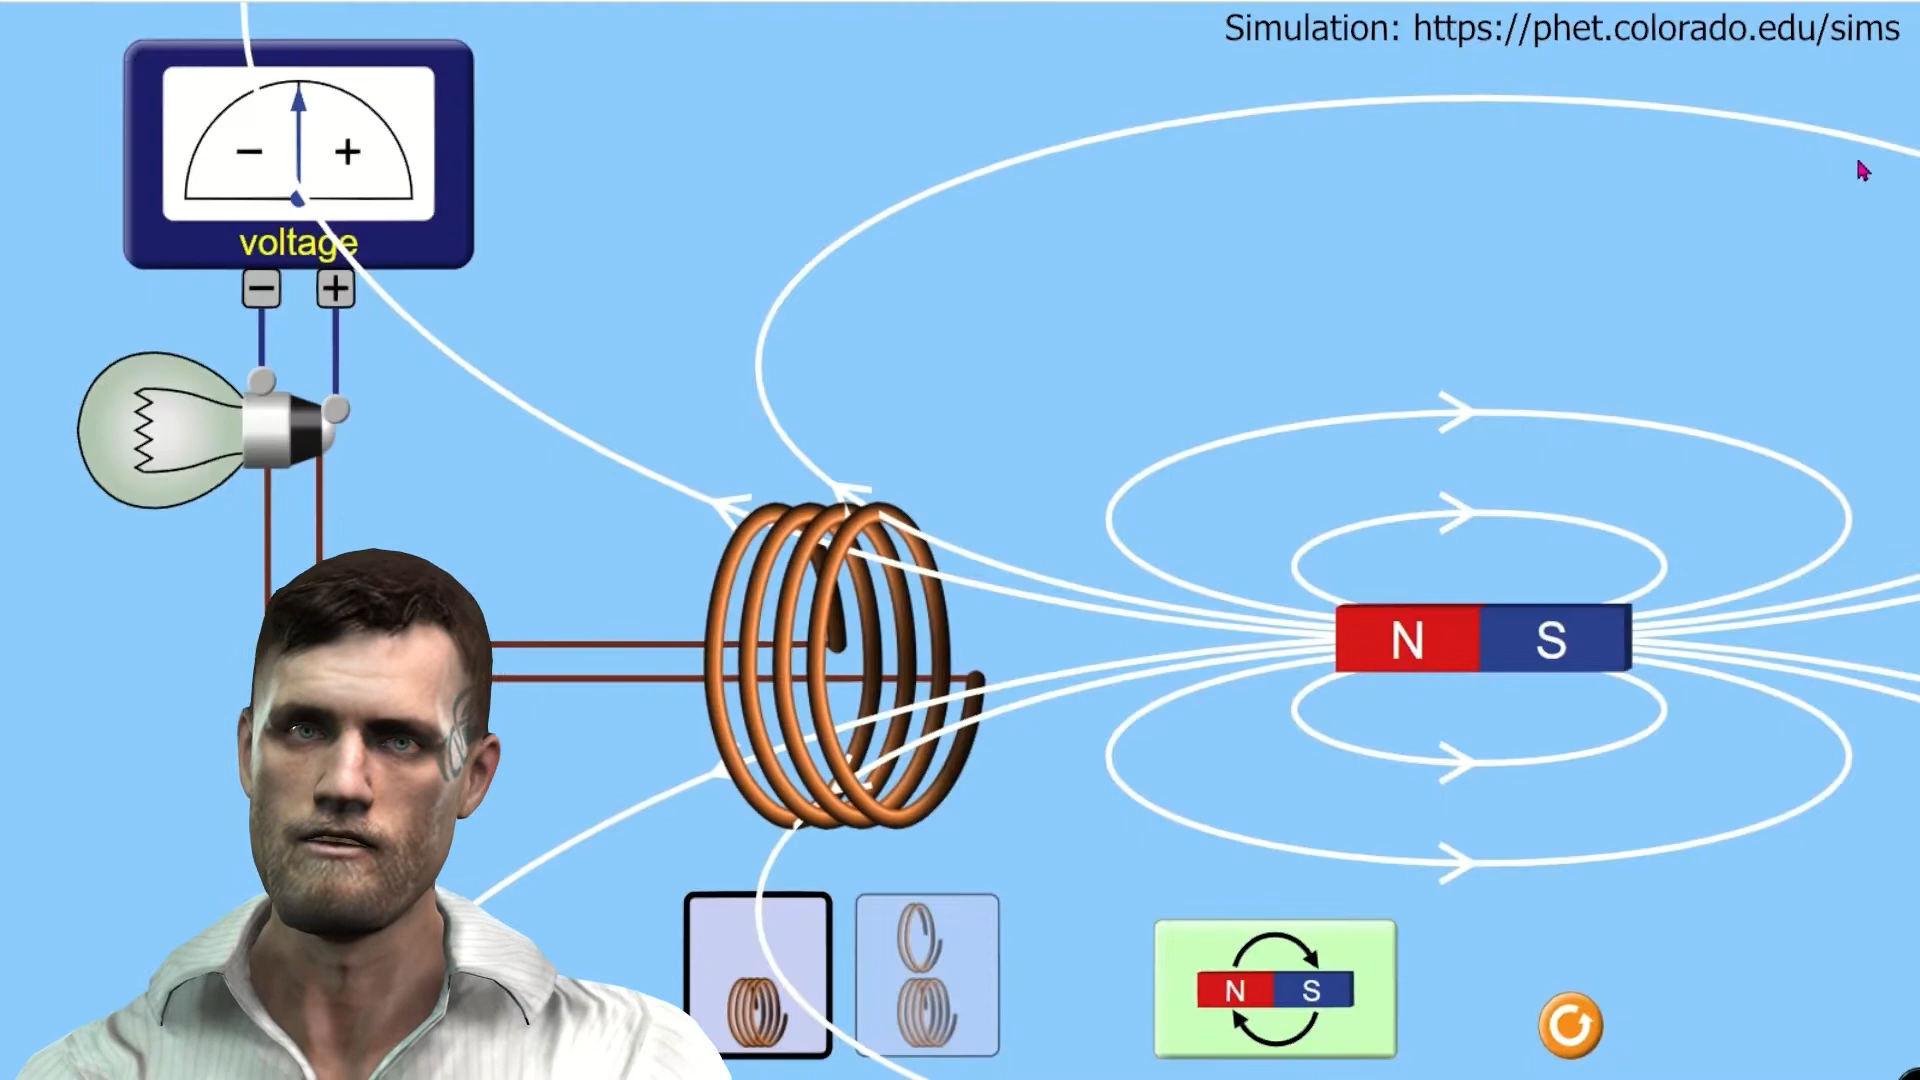 Simulation: https://phet.colorado.edu/sims
− +
voltage
− +
N S
N S